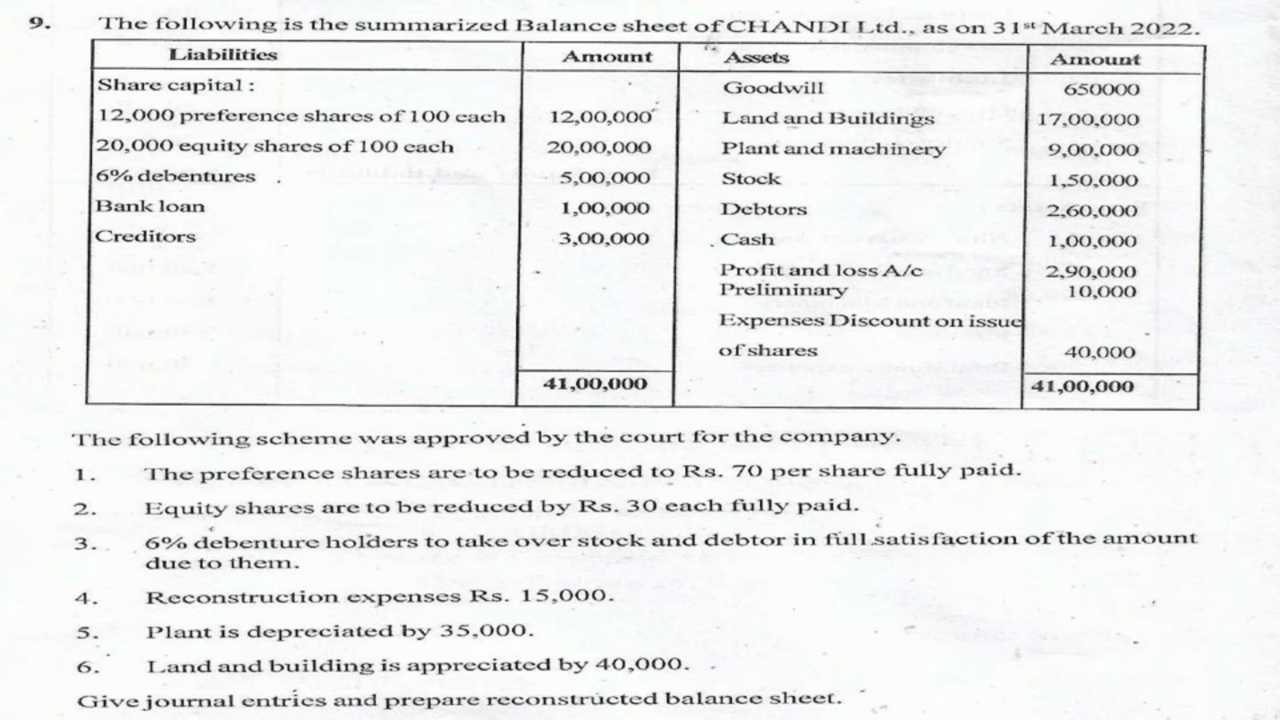 9. The following is the summarized Balance sheet of CHANDI Ltd., as on 31st March 2022.
Liabilities Amount Assets Amount
Share capital : Goodwill 650000
12,000 preference shares of 100 each 12,00,000 Land and Buildings 17,00,000
20,000 equity shares of 100 each 20,00,000 Plant and machinery 9,00,000
6% debentures 5,00,000 Stock 1,50,000
Bank loan 1,00,000 Debtors 2,60,000
Creditors 3,00,000 Cash 1,00,000
Profit and loss A/c 2,90,000
Preliminary 10,000
Expenses Discount on issue
of shares 40,000
41,00,000 41,00,000
The following scheme was approved by the court for the company.
1. The preference shares are to be reduced to Rs. 70 per share fully paid.
2. Equity shares are to be reduced by Rs. 30 each fully paid.
3. 6% debenture holders to take over stock and debtor in full satisfaction of the amount
due to them.
4. Reconstruction expenses Rs. 15,000.
5. Plant is depreciated by 35,000.
6. Land and building is appreciated by 40,000.
Give journal entries and prepare reconstructed balance sheet.